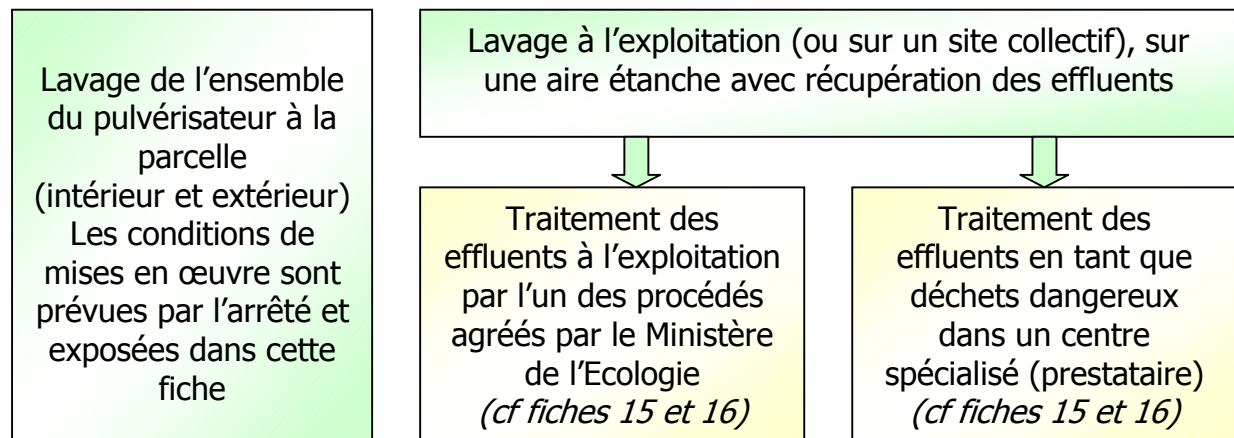 Lavage de l’ensemble
du pulvérisateur à la
parcelle
(intérieur et extérieur)
Les conditions de
mises en œuvre sont
prévues par l’arrêté et
exposées dans cette
fiche
Lavage à l’exploitation (ou sur un site collectif), sur
une aire étanche avec récupération des effluents
Traitement des
effluents à l’exploitation
par l’un des procédés
agréés par le Ministère
de l’Ecologie
(cf fiches 15 et 16)
Traitement des
effluents en tant que
déchets dangereux
dans un centre
spécialisé (prestataire)
(cf fiches 15 et 16)